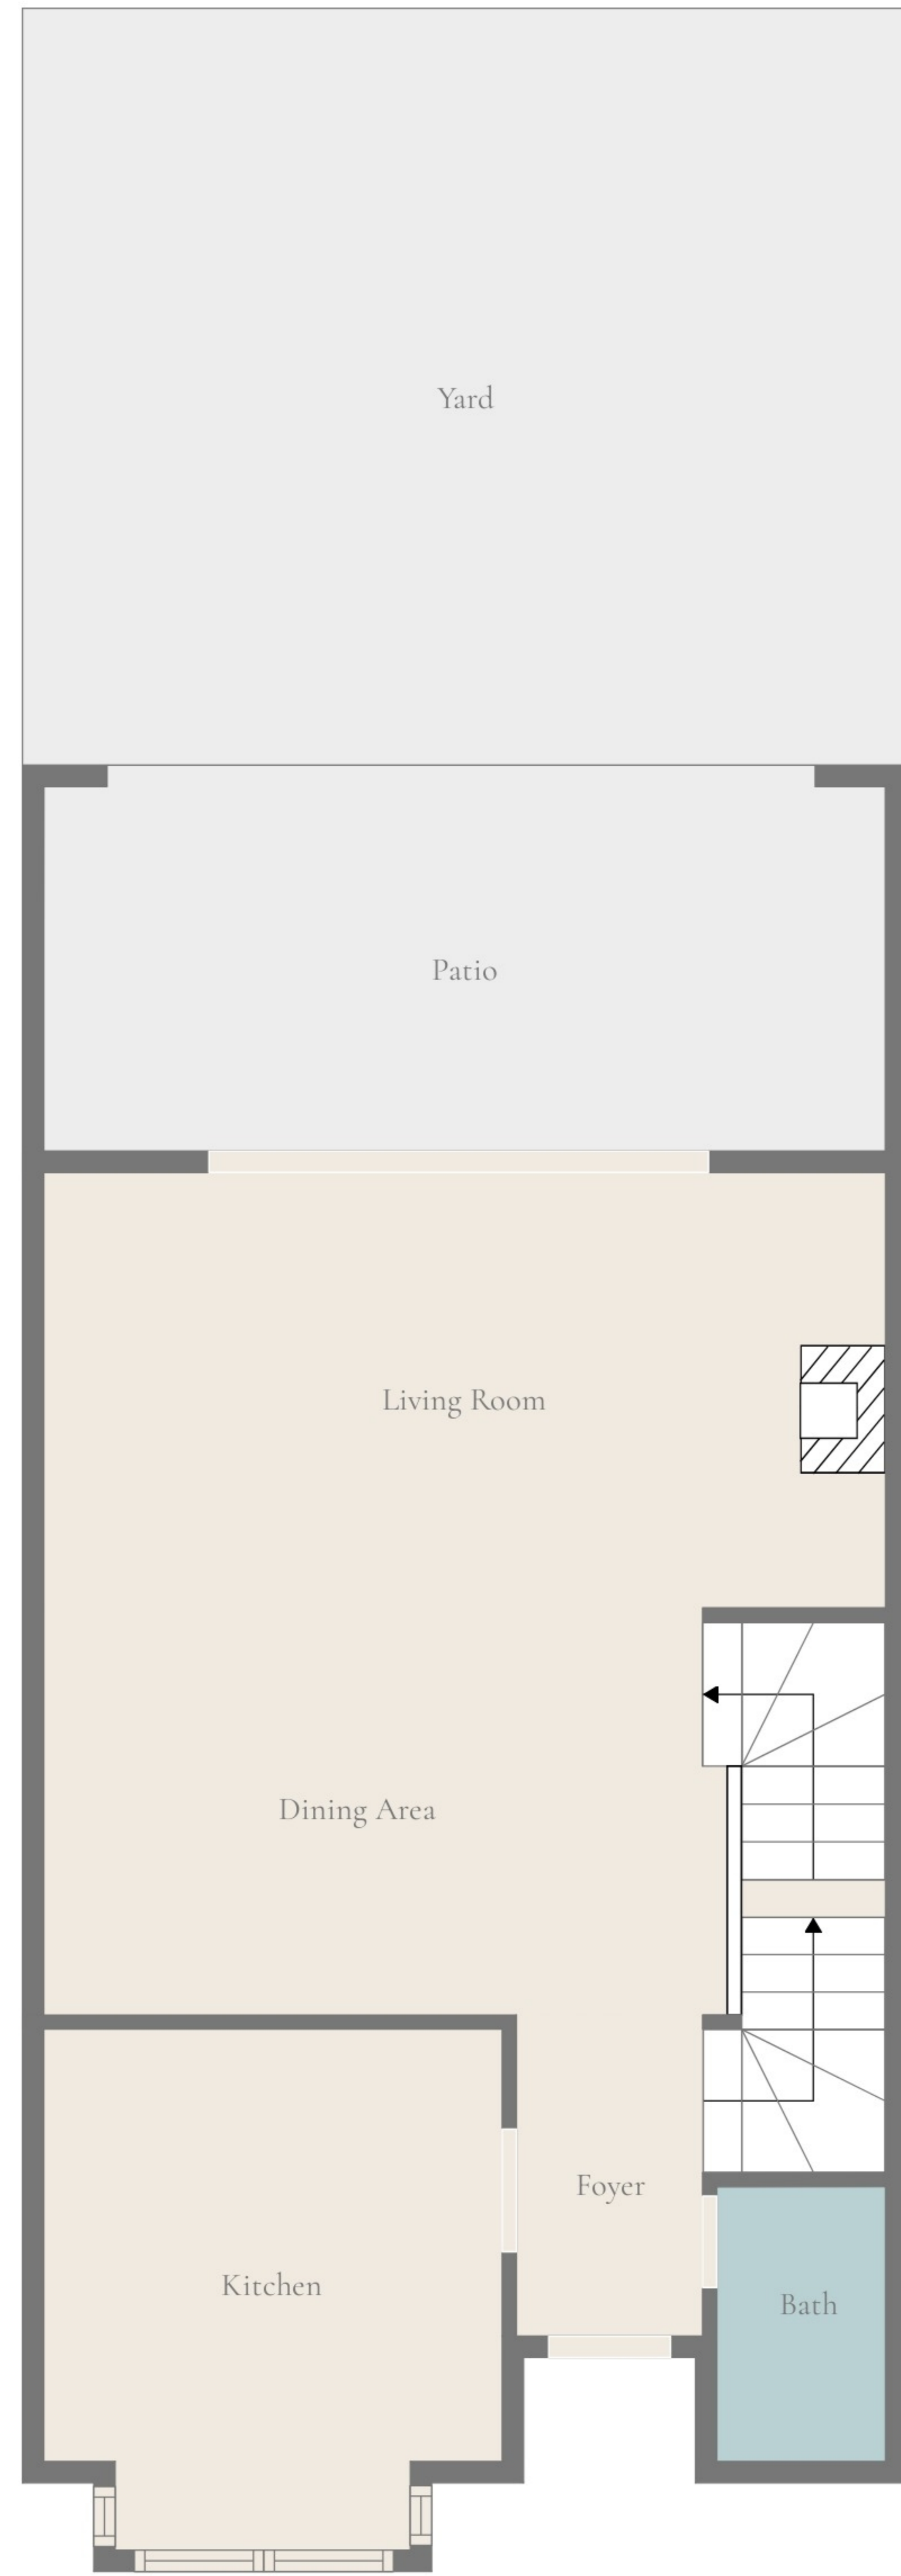 Yard
Patio
Living Room
Dining Area
Foyer
Kitchen
Bath